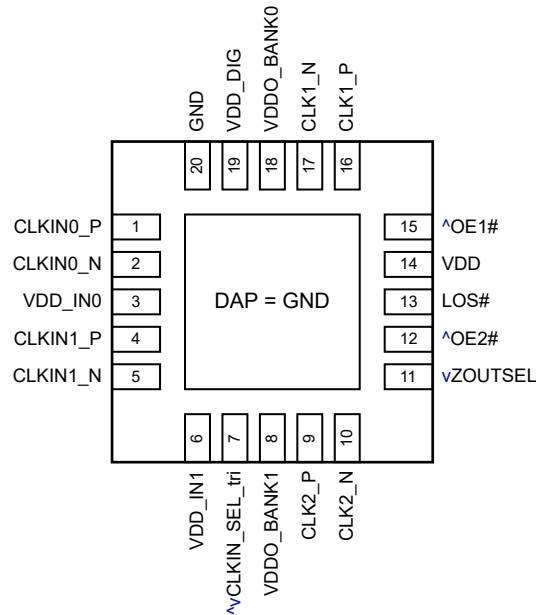 GND
VDD_DIG
VDDO_BANK0
CLK1_N
CLK1_P
20
19
18
17
16
CLKIN0_P 1
CLKIN0_N 2
VDD_IN0 3
CLKIN1_P 4
CLKIN1_N 5
DAP = GND
15 ^OE1#
14 VDD
13 LOS#
12 ^OE2#
11 vZOUTSEL
6
7
8
9
10
VDD_IN1
^vCLKIN_SEL_tri
VDDO_BANK1
CLK2_P
CLK2_N